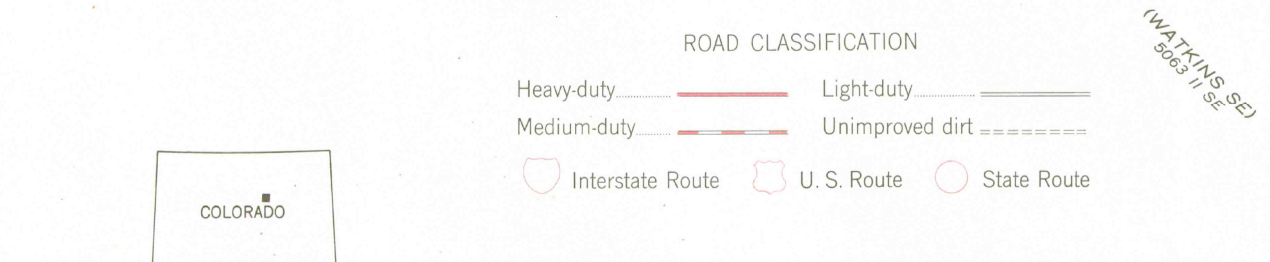 ROAD CLASSIFICATION
Heavy-duty
Light-duty
Medium-duty
Unimproved dirt
Interstate Route
U. S. Route
State Route
(WATKINS SE)
5063 II SE
COLORADO